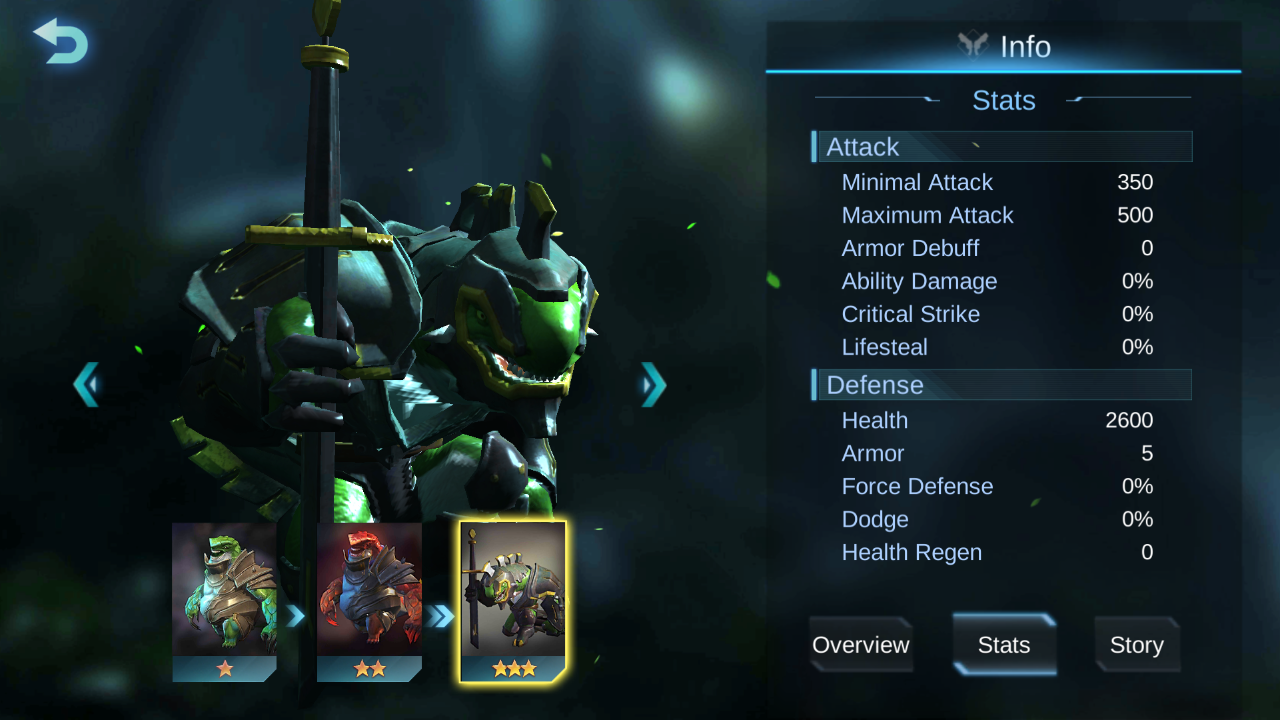 Info
Stats
Attack
Minimal Attack 350
Maximum Attack 500
Armor Debuff 0
Ability Damage 0%
Critical Strike 0%
Lifesteal 0%
Defense
Health 2600
Armor 5
Force Defense 0%
Dodge 0%
Health Regen 0
Overview Stats Story